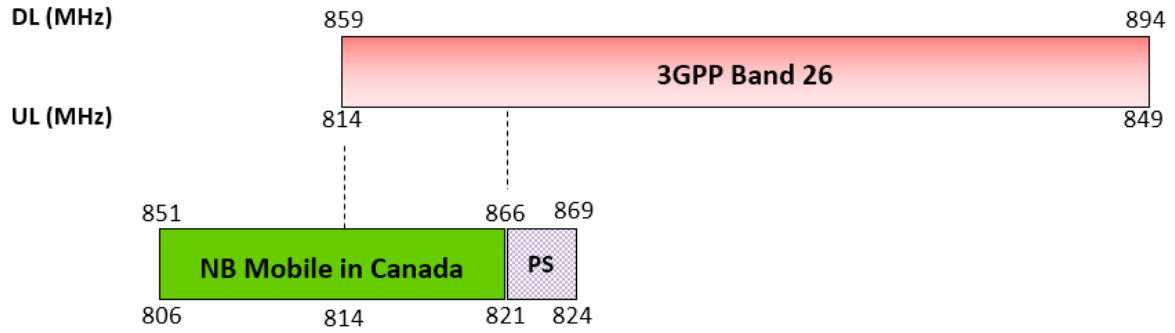 DL (MHz) 859 894
3GPP Band 26
UL (MHz) 814 849
851 866 869
NB Mobile in Canada PS
806 814 821 824